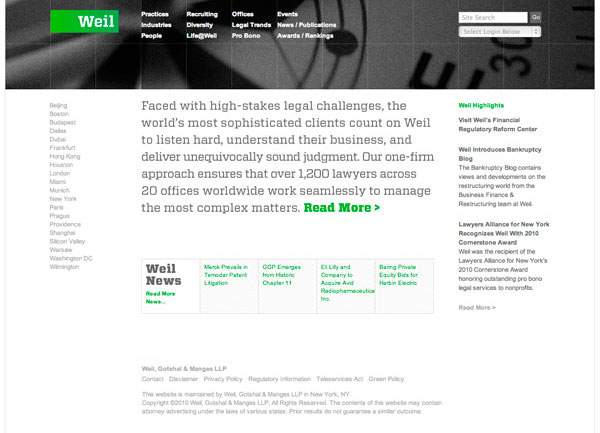 Weil
Practices Recruiting Offices Events
Industries Diversity Legal Trends News / Publications
People Life@Weil Pro Bono Awards / Rankings
Site Search Go
Select Login Below
Beijing
Boston
Budapest
Dallas
Dubai
Frankfurt
Hong Kong
Houston
London
Miami
Munich
New York
Paris
Prague
Providence
Shanghai
Silicon Valley
Warsaw
Washington DC
Wilmington
Faced with high-stakes legal challenges, the
world's most sophisticated clients count on Weil
to listen hard, understand their business, and
deliver unequivocally sound judgment. Our one-firm
approach ensures that over 1,200 lawyers across
20 offices worldwide work seamlessly to manage
the most complex matters. Read More >
Weil Highlights
Visit Weil's Financial
Regulatory Reform Center
Weil Introduces Bankruptcy
Blog
The Bankruptcy Blog contains
views and developments on the
restructuring world from the
Business Finance &
Restructuring team at Weil.
Lawyers Alliance for New York
Recognizes Weil With 2010
Cornerstone Award
Weil was the recipient of the
Lawyers Alliance for New York's
2010 Cornerstone Award
honoring outstanding pro bono
legal services to nonprofits.
Read More >
Weil
News
Read More
News...
Merck Prevails in
Temodar Patent
Litigation
GGP Emerges
from Historic
Chapter 11
Eli Lilly and
Company to
Acquire Avid
Radiopharmaceuticals
Inc.
Baring Private
Equity Bids for
Harbin Electric
Weil, Gotshal & Manges LLP
Contact Disclaimer Privacy Policy Regulatory Information Teleservices Act Green Policy
This website is maintained by Weil, Gotshal & Manges LLP in New York, NY.
Copyright ©2010 Weil, Gotshal & Manges LLP, All Rights Reserved. The contents of this website may contain
attorney advertising under the laws of various states. Prior results do not guarantee a similar outcome.